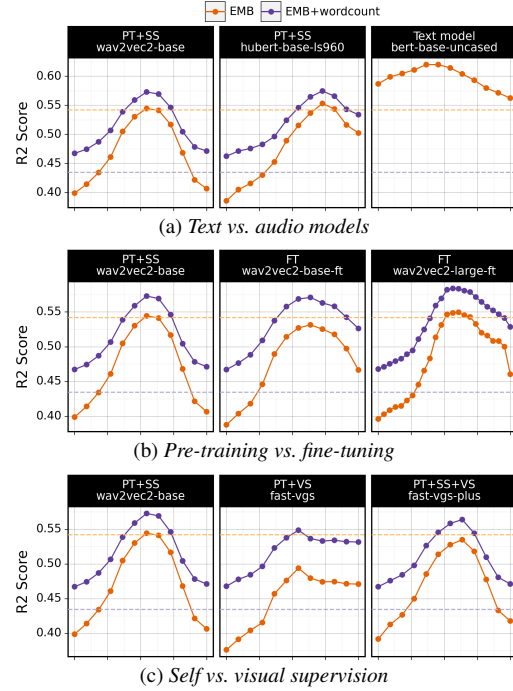 EMB EMB+wordcount
PT+SS
wav2vec2-base
PT+SS
hubert-base-ls960
Text model
bert-base-uncased
R2 Score
0.60
0.55
0.50
0.45
0.40
(a) Text vs. audio models
PT+SS
wav2vec2-base
FT
wav2vec2-base-ft
FT
wav2vec2-large-ft
R2 Score
0.55
0.50
0.45
0.40
(b) Pre-training vs. fine-tuning
PT+SS
wav2vec2-base
PT+VS
fast-vgs
PT+SS+VS
fast-vgs-plus
R2 Score
0.55
0.50
0.45
0.40
(c) Self vs. visual supervision